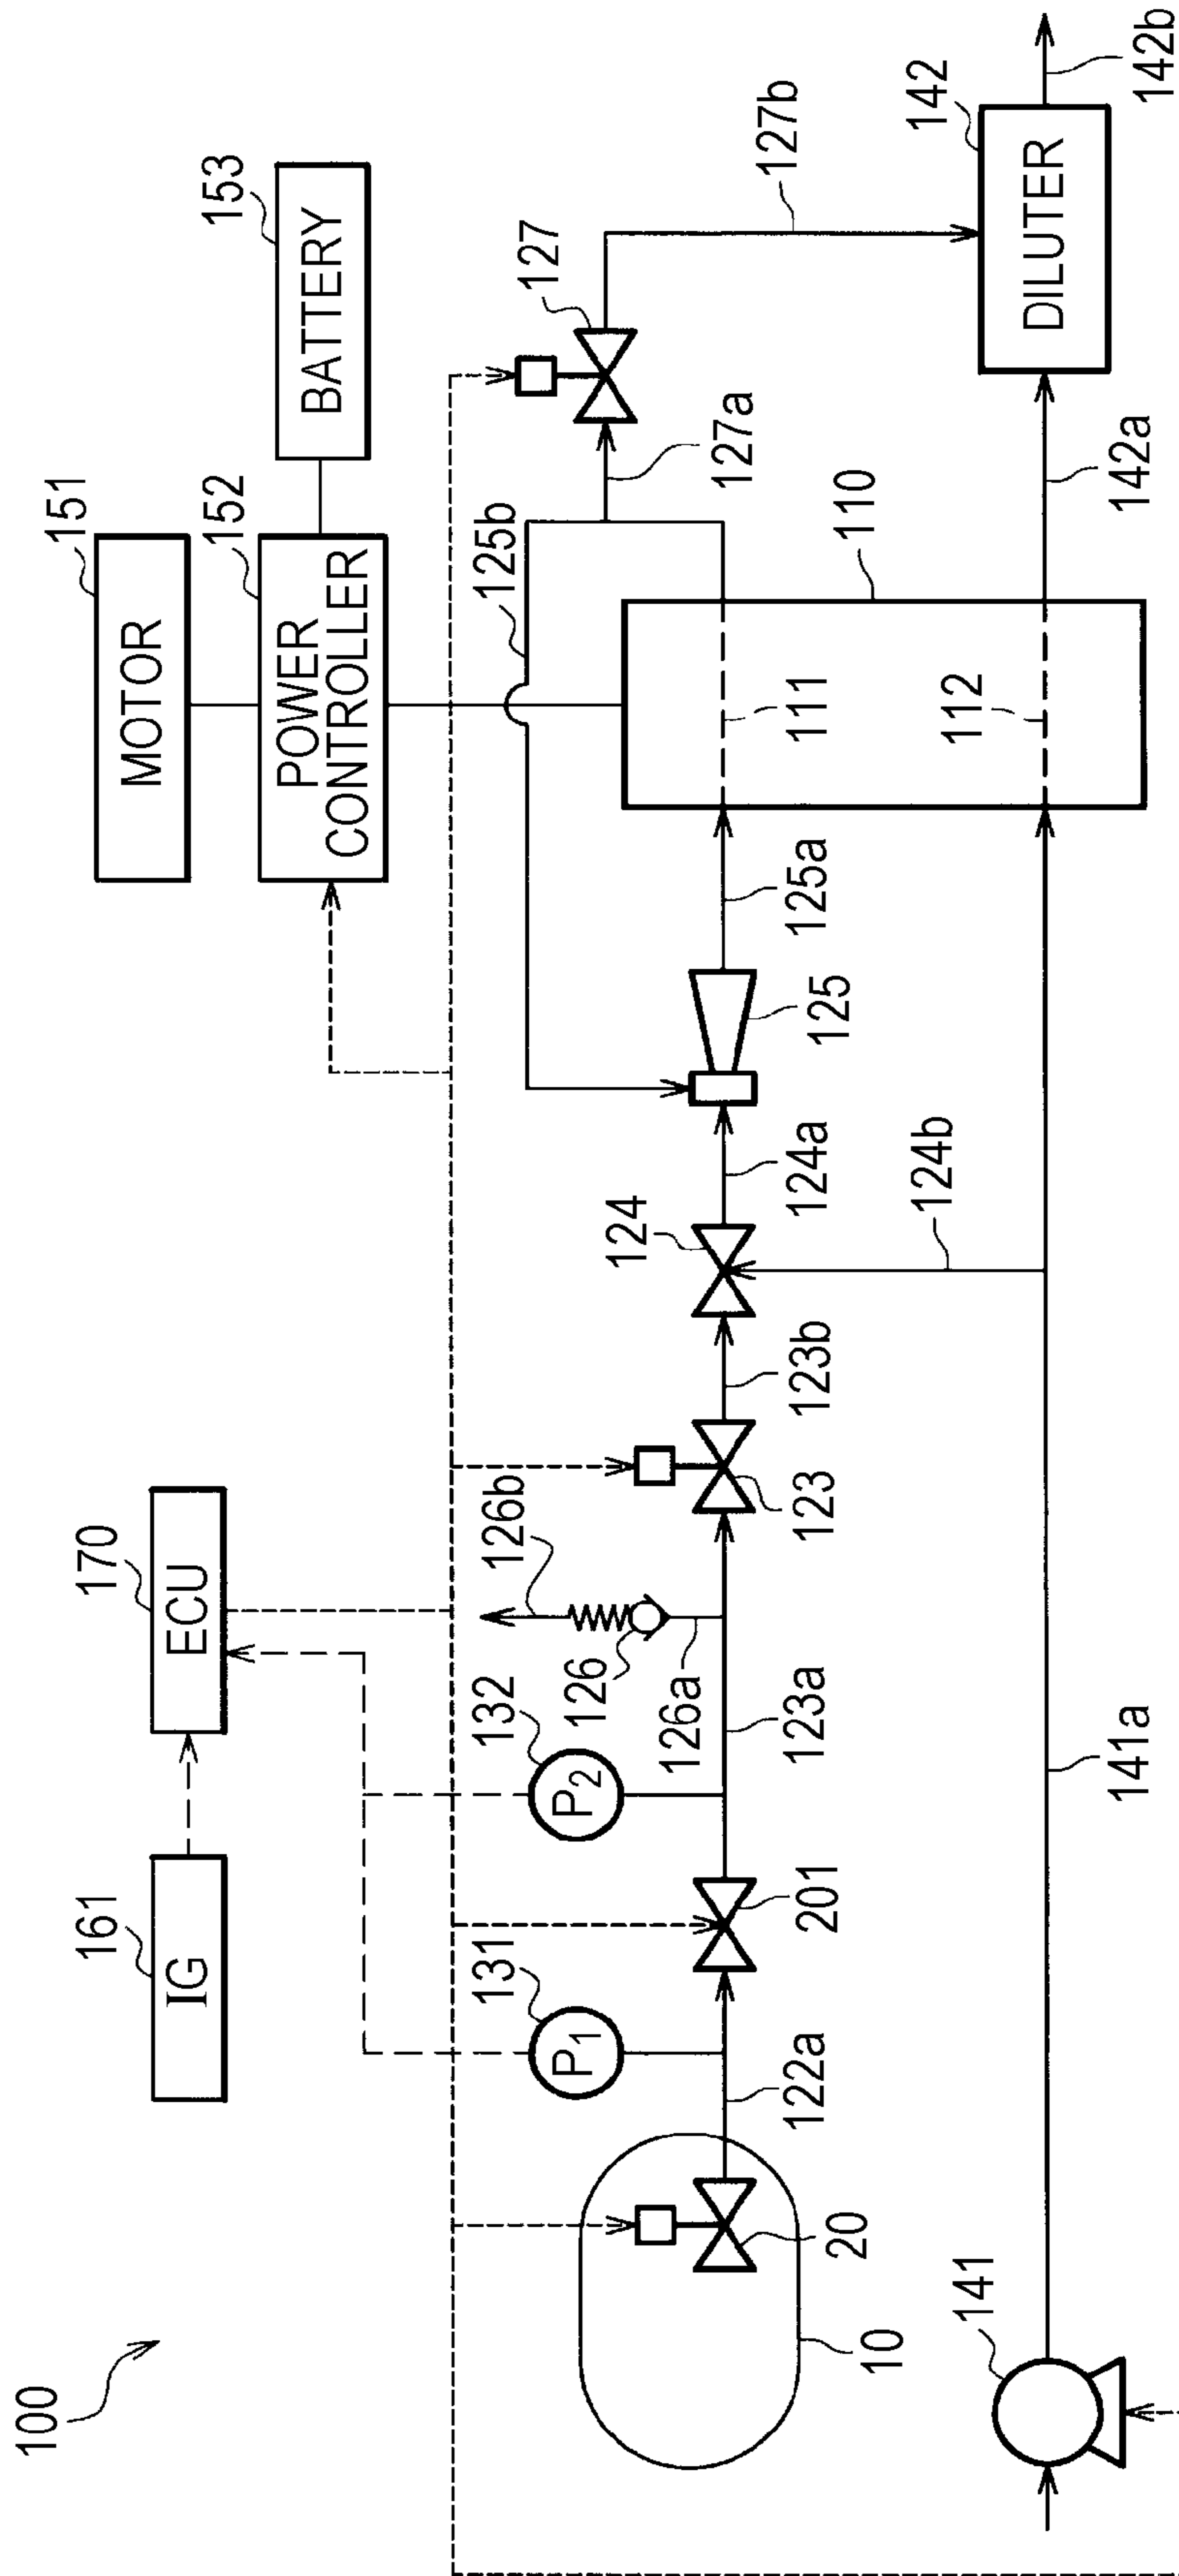 100
161
IG
170
ECU
151
MOTOR
152
POWER
CONTROLLER
153
BATTERY
131
P1
132
P2
126b
126
126a
125b
127
127a
127b
10
20
122a
201
123a
123
123b
124
124a
124b
125
125a
110
111
112
141
141a
142a
142
DILUTER
142b